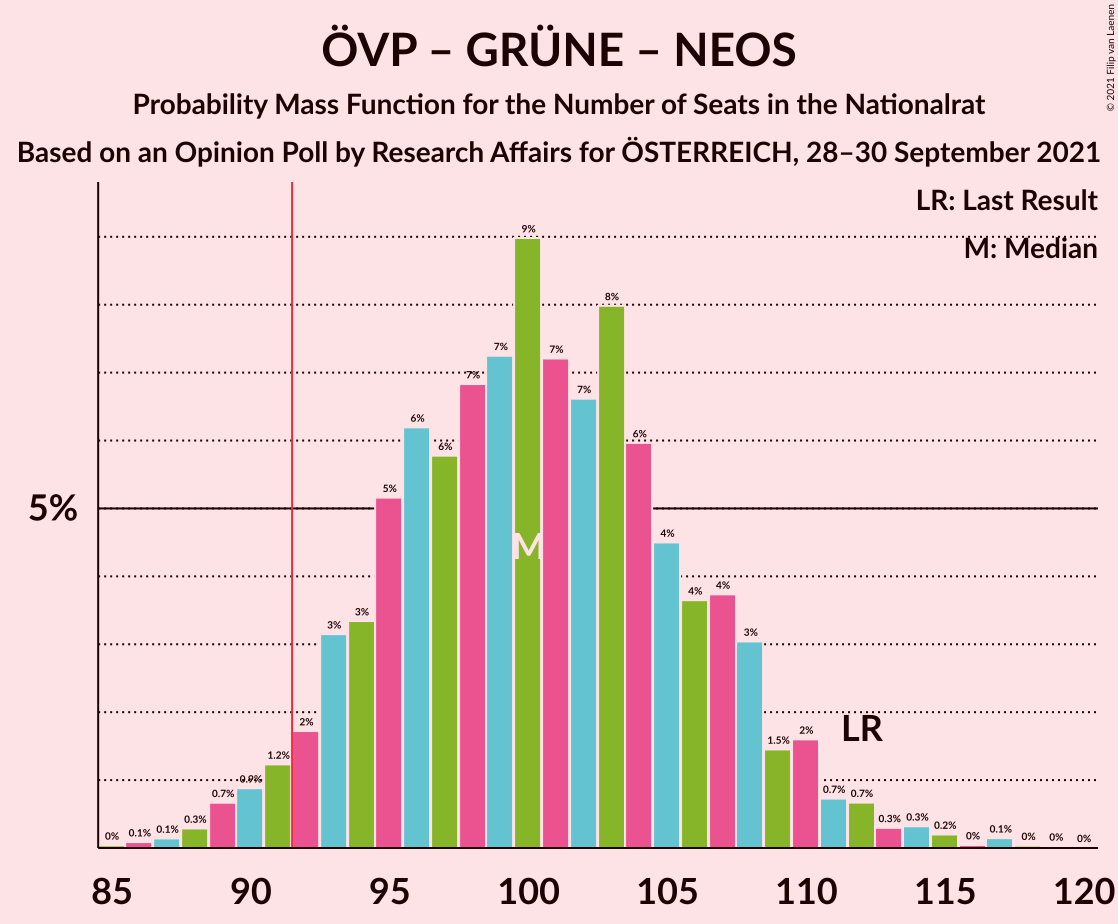 ÖVP – GRÜNE – NEOS
Probability Mass Function for the Number of Seats in the Nationalrat
Based on an Opinion Poll by Research Affairs for ÖSTERREICH, 28–30 September 2021
© 2021 Filip van Laenen
LR: Last Result
M: Median
5%
0% 0.1% 0.1% 0.3% 0.7% 0.9% 1.2% 2% 3% 3% 5% 6% 6% 7% 7% 9% 7% 7% 8% 6% 4% 4% 4% 3% 1.5% 2% 0.7% 0.7% 0.3% 0.3% 0.2% 0% 0.1% 0% 0% 0%
M
LR
85 90 95 100 105 110 115 120